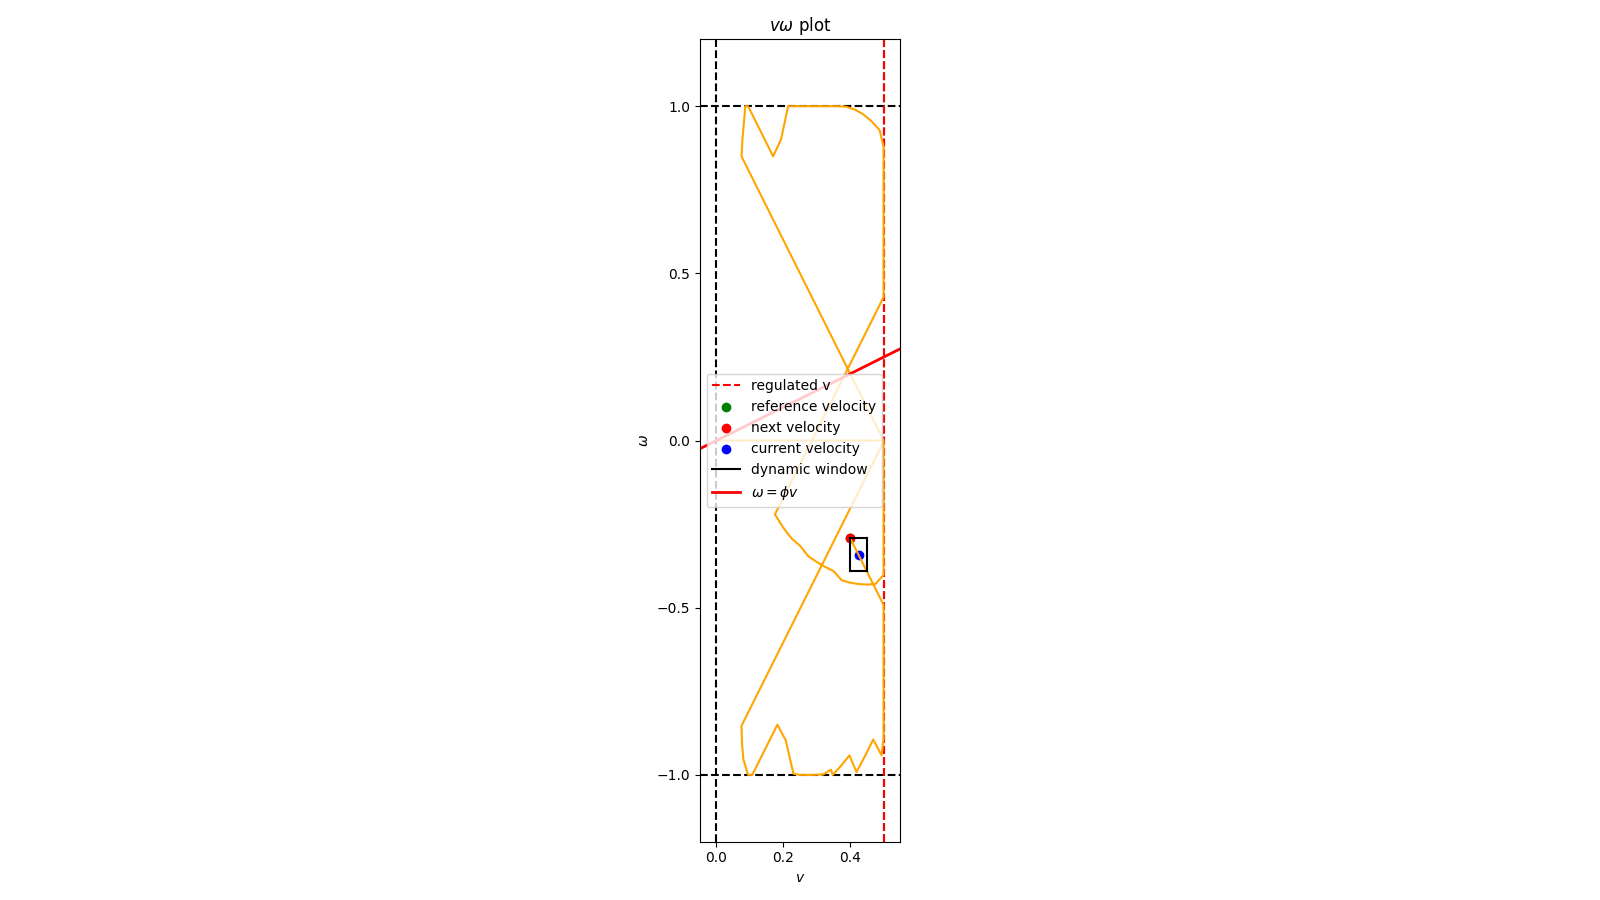 vω plot
1.0
0.5
0.0
−0.5
−1.0
ω
regulated v
reference velocity
next velocity
current velocity
dynamic window
ω = ϕv
0.0 0.2 0.4
v